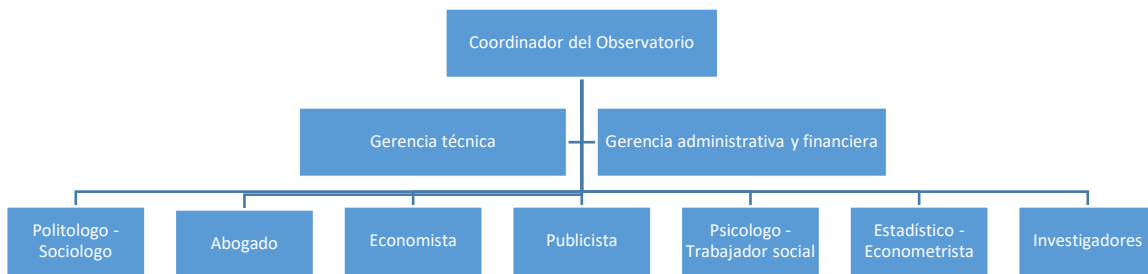 Coordinador del Observatorio
Gerencia técnica
Gerencia administrativa y financiera
Politologo -
Sociologo
Abogado
Economista
Publicista
Psicologo -
Trabajador social
Estadístico -
Econometrista
Investigadores